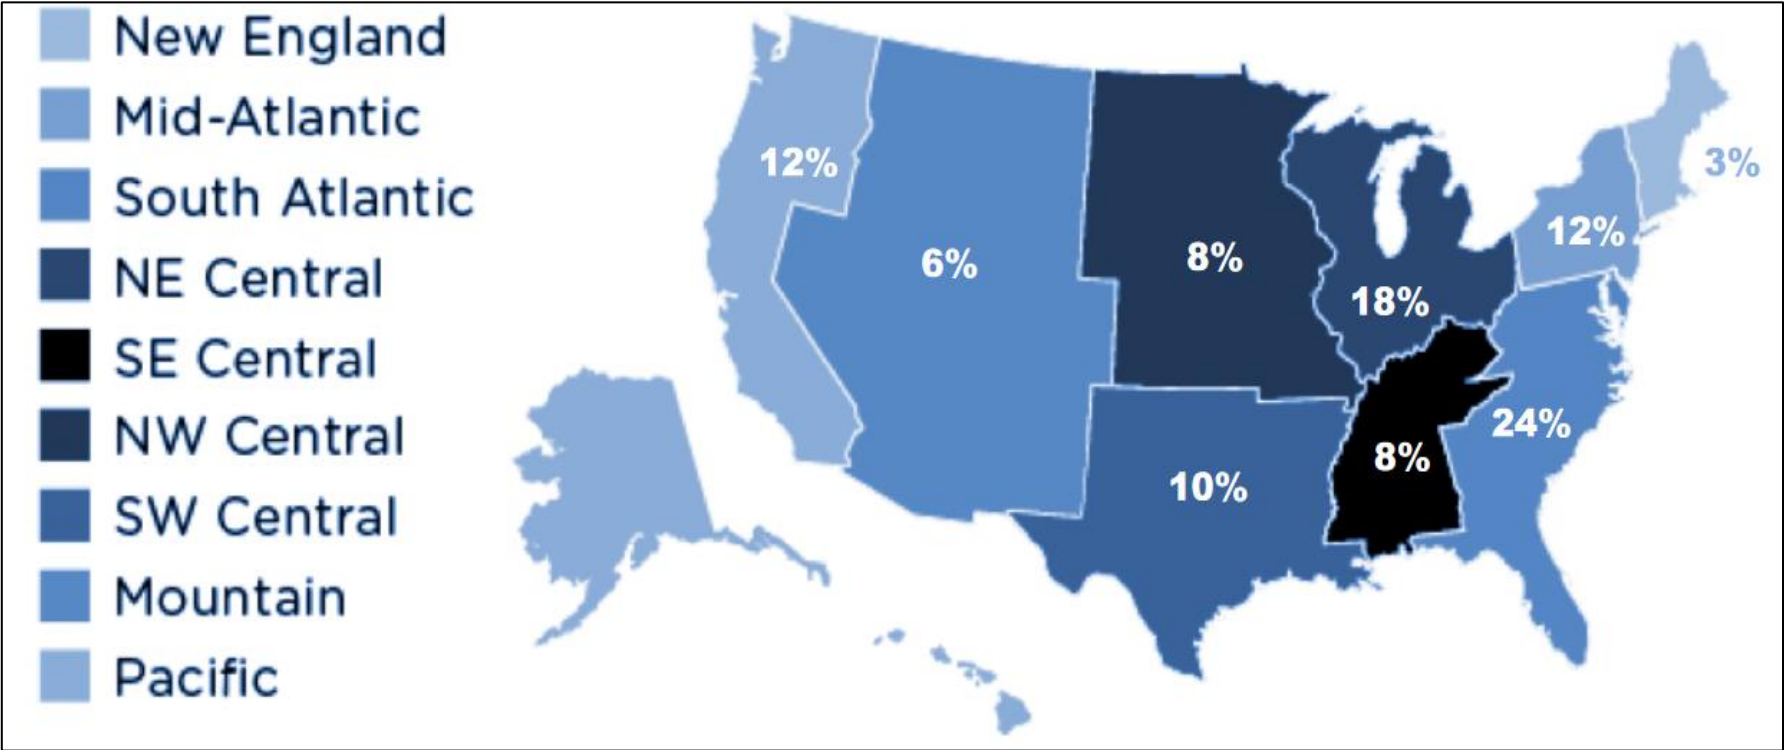 New England
Mid-Atlantic
South Atlantic
NE Central
SE Central
NW Central
SW Central
Mountain
Pacific
12%
6%
8%
18%
12%
3%
10%
8%
24%